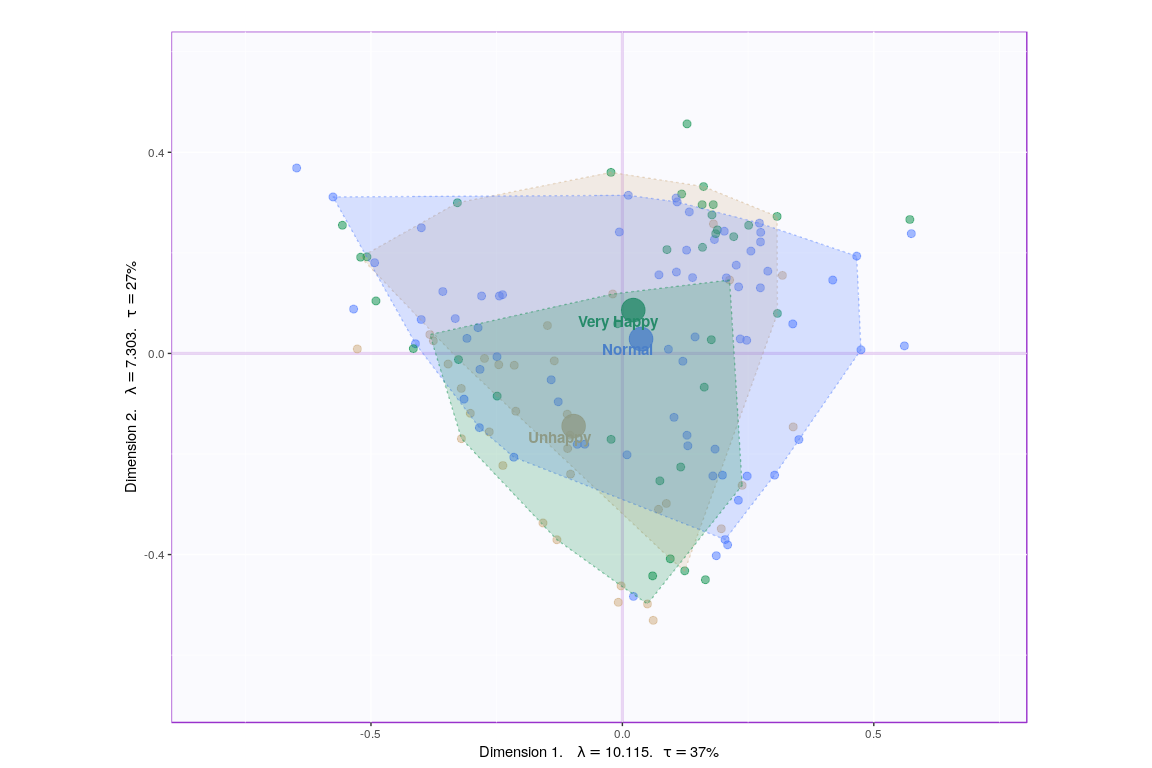 0.4
0.0
-0.4
Dimension 2. λ = 7.303. τ = 27%
Very Happy
Normal
Unhappy
-0.5
0.0
0.5
Dimension 1. λ = 10.115. τ = 37%